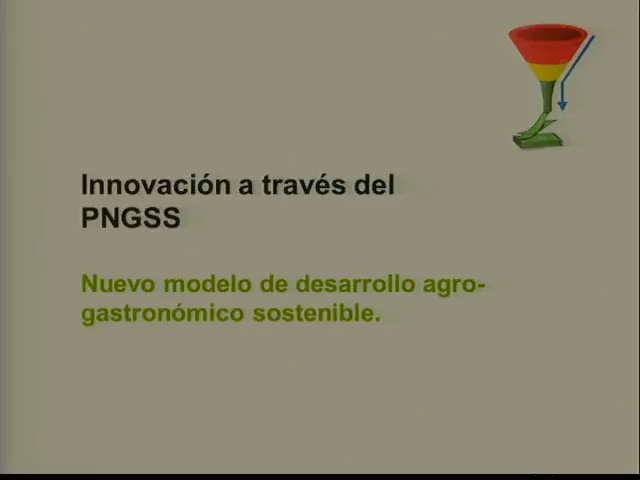 Innovación a través del
PNGSS
Nuevo modelo de desarrollo agro-
gastronómico sostenible.